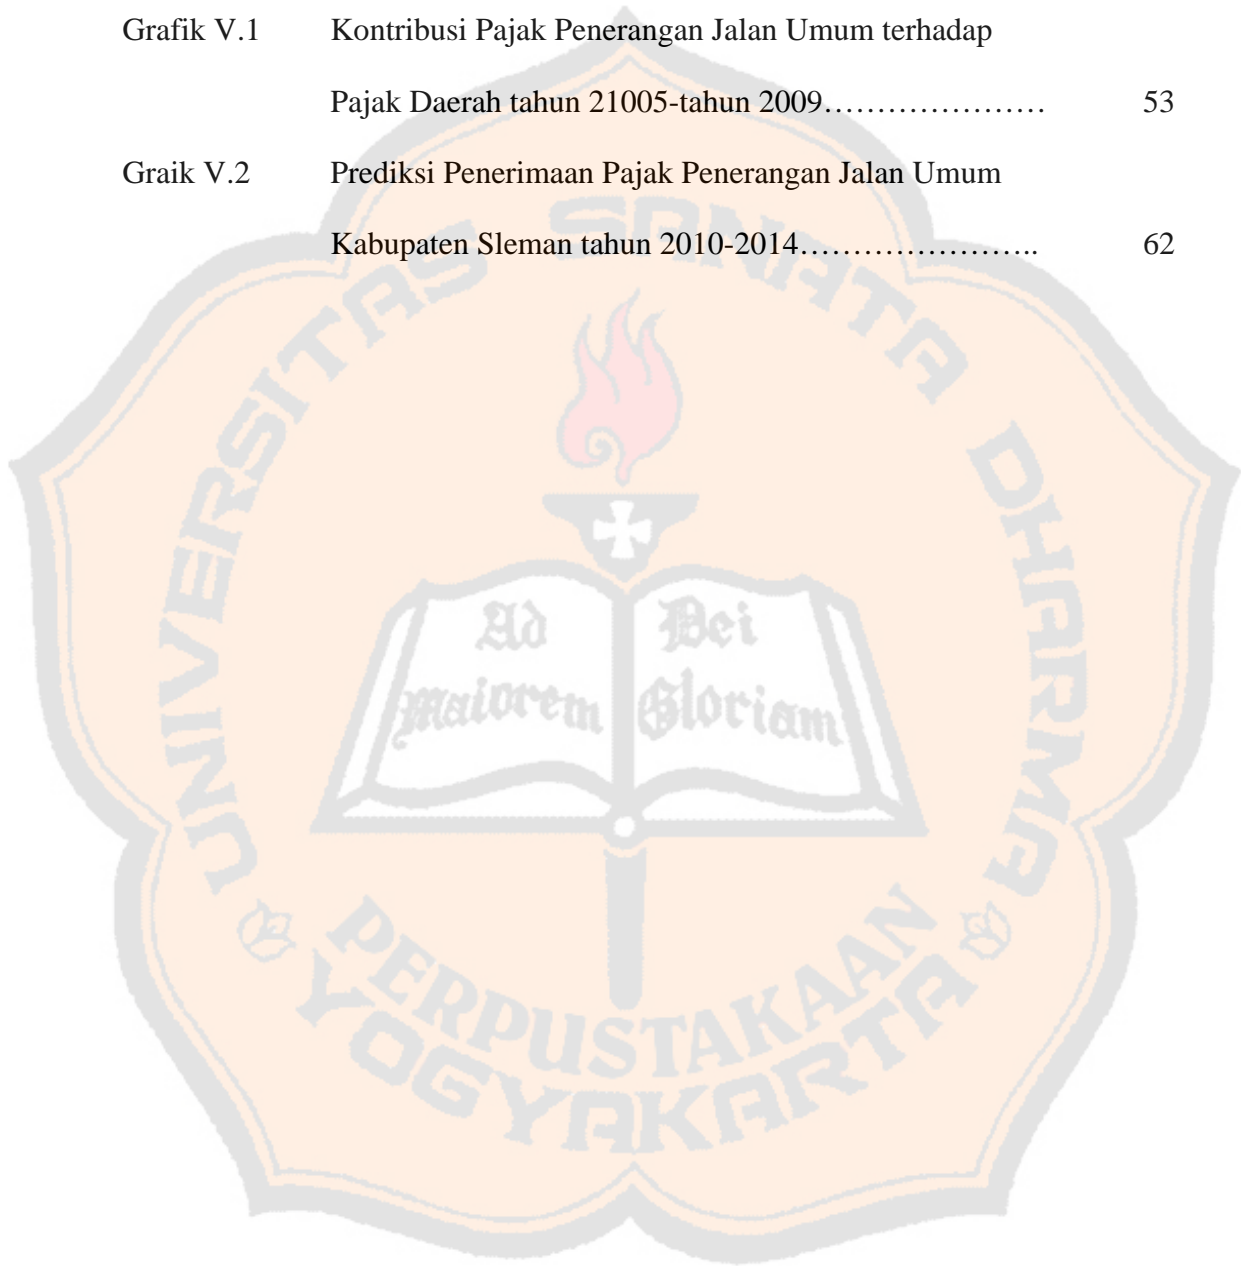 Grafik V.1 Kontribusi Pajak Penerangan Jalan Umum terhadap
Pajak Daerah tahun 21005-tahun 2009………………… 53
Graik V.2 Prediksi Penerimaan Pajak Penerangan Jalan Umum
Kabupaten Sleman tahun 2010-2014………………….. 62
UNIVERSITAS SANATA DHARMA
Ad Dei
maiorem Gloriam
PERPUSTAKAAN
YOGYAKARTA